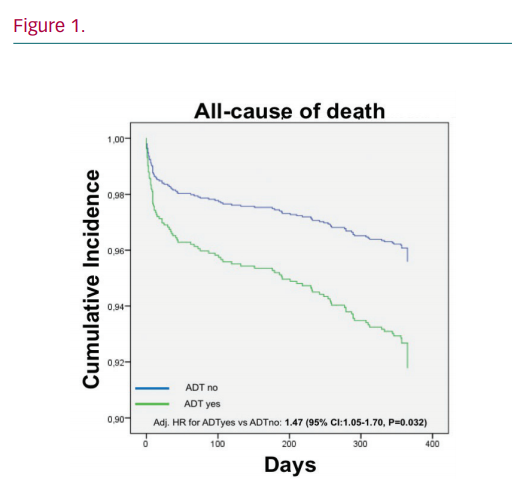 Figure 1.
All-cause of death
Cumulative Incidence
1,00
0,98
0,96
0,94
0,92
0,90
ADT no
ADT yes
Adj. HR for ADTyes vs ADTno: 1.47 (95% CI:1.05-1.70, P=0.032)
0
100
200
300
400
Days